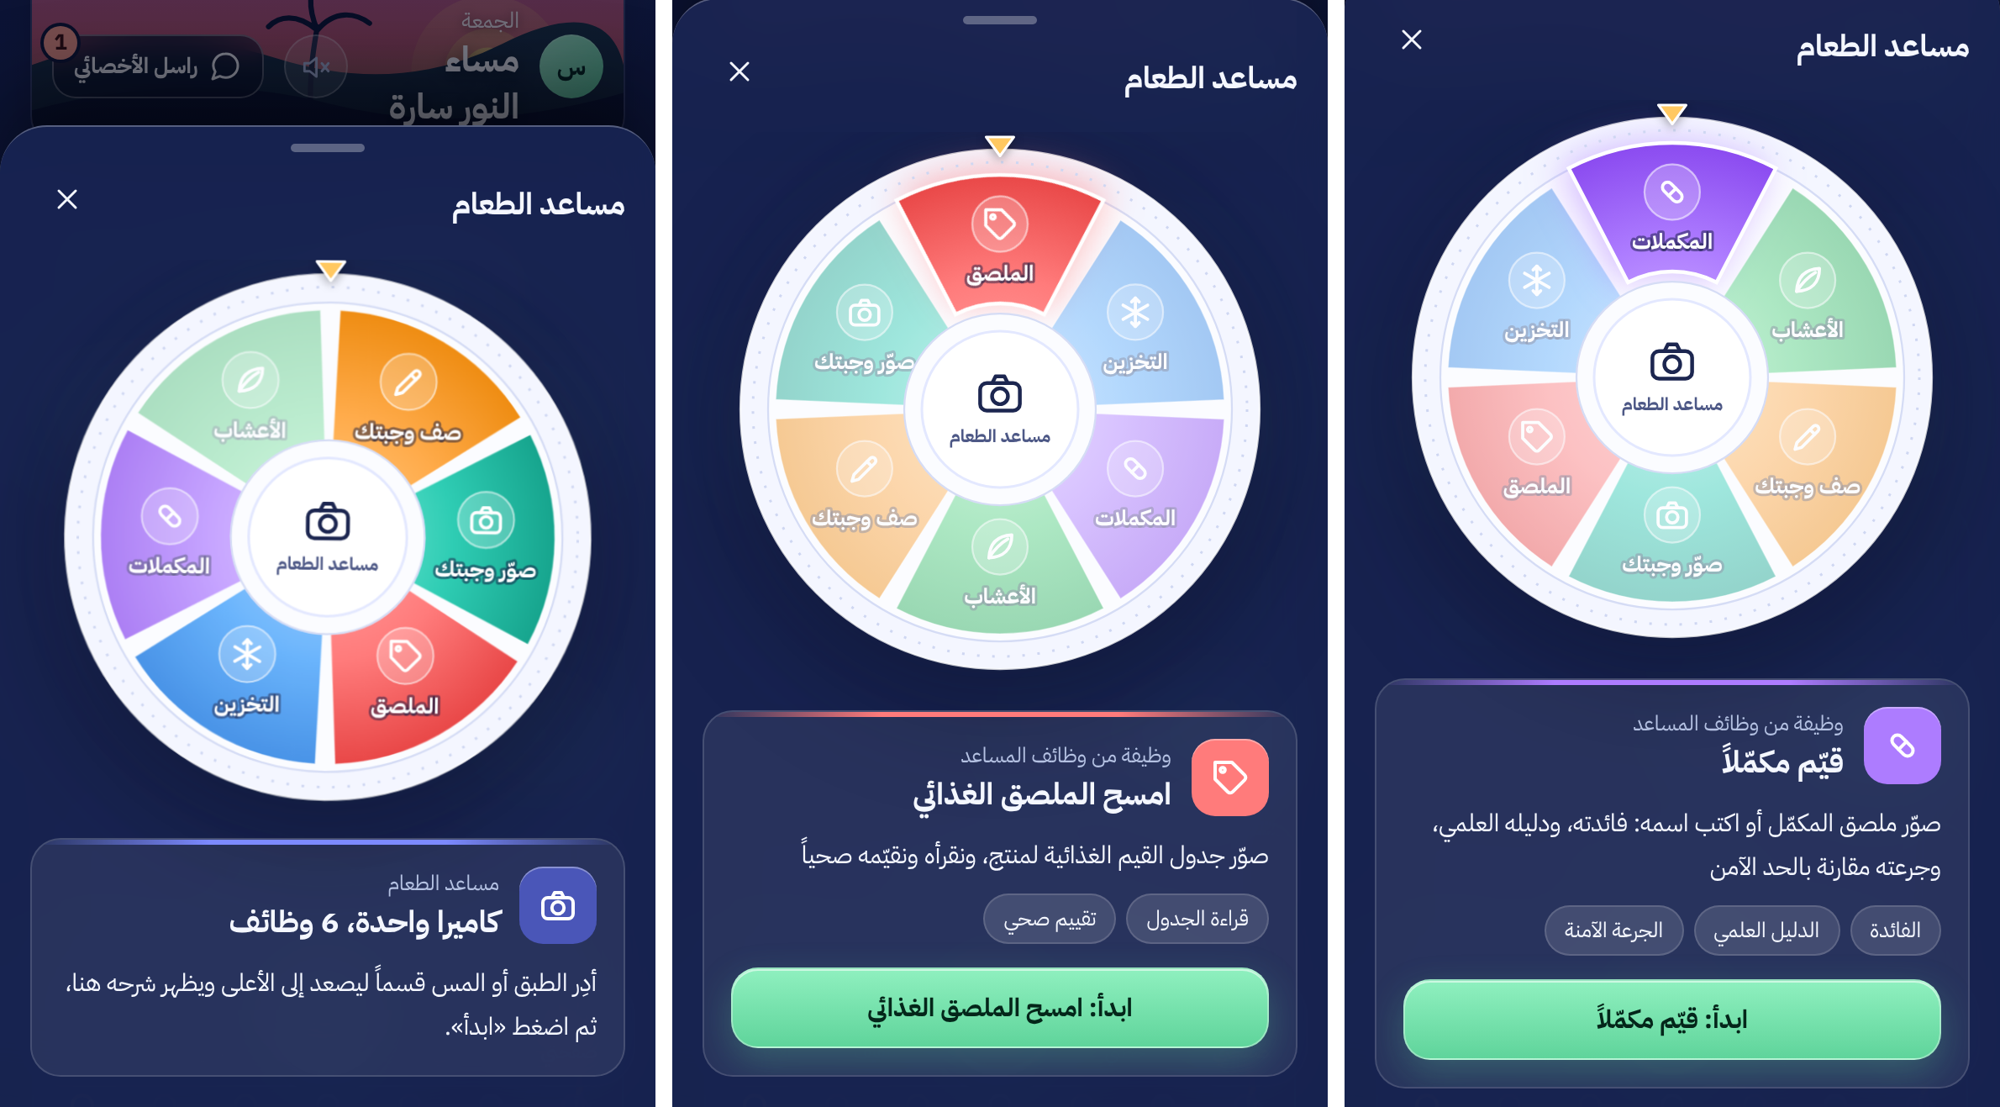 الجمعة
مساء
النور سارة
س
راسل الأخصائي
1
مساعد الطعام
صف وجبتك
الأعشاب
صوّر وجبتك
المكملات
مساعد الطعام
الملصق
التخزين
مساعد الطعام
كاميرا واحدة، 6 وظائف
أدِر الطبق أو المس قسماً ليصعد إلى الأعلى ويظهر شرحه هنا،
ثم اضغط «ابدأ».
مساعد الطعام
الملصق
التخزين
صوّر وجبتك
مساعد الطعام
المكملات
صف وجبتك
الأعشاب
وظيفة من وظائف المساعد
امسح الملصق الغذائي
صوّر جدول القيم الغذائية لمنتج، ونقرأه ونقيّمه صحياً
قراءة الجدول
تقييم صحي
ابدأ: امسح الملصق الغذائي
مساعد الطعام
المكملات
الأعشاب
التخزين
مساعد الطعام
صف وجبتك
الملصق
صوّر وجبتك
وظيفة من وظائف المساعد
قيّم مكمّلاً
صوّر ملصق المكمّل أو اكتب اسمه: فائدته، ودليله العلمي،
وجرعته مقارنة بالحد الآمن
الفائدة
الدليل العلمي
الجرعة الآمنة
ابدأ: قيّم مكمّلاً